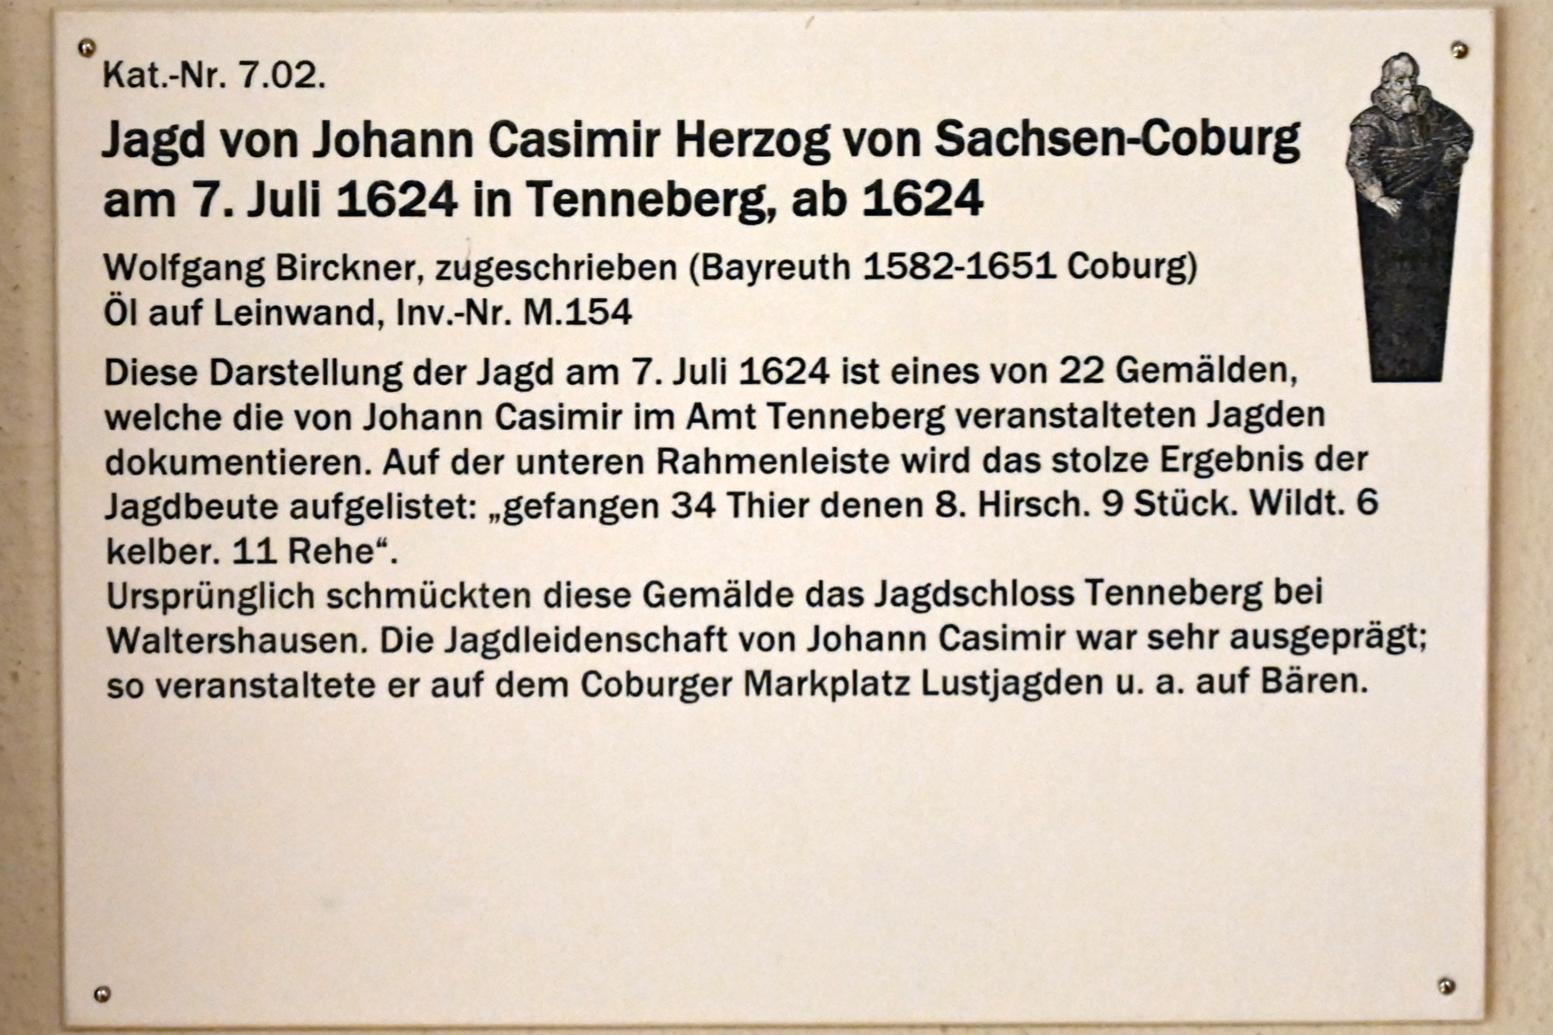 Kat.-Nr. 7.02.
Jagd von Johann Casimir Herzog von Sachsen-Coburg
am 7. Juli 1624 in Tenneberg, ab 1624
Wolfgang Birckner, zugeschrieben (Bayreuth 1582-1651 Coburg)
Öl auf Leinwand, Inv.-Nr. M.154
Diese Darstellung der Jagd am 7. Juli 1624 ist eines von 22 Gemälden,
welche die von Johann Casimir im Amt Tenneberg veranstalteten Jagden
dokumentieren. Auf der unteren Rahmenleiste wird das stolze Ergebnis der
Jagdbeute aufgelistet: „gefangen 34 Thier denen 8. Hirsch. 9 Stück. Wildt. 6
kelber. 11 Rehe“.
Ursprünglich schmückten diese Gemälde das Jagdschloss Tenneberg bei
Waltershausen. Die Jagdleidenschaft von Johann Casimir war sehr ausgeprägt;
so veranstaltete er auf dem Coburger Markplatz Lustjagden u. a. auf Bären.